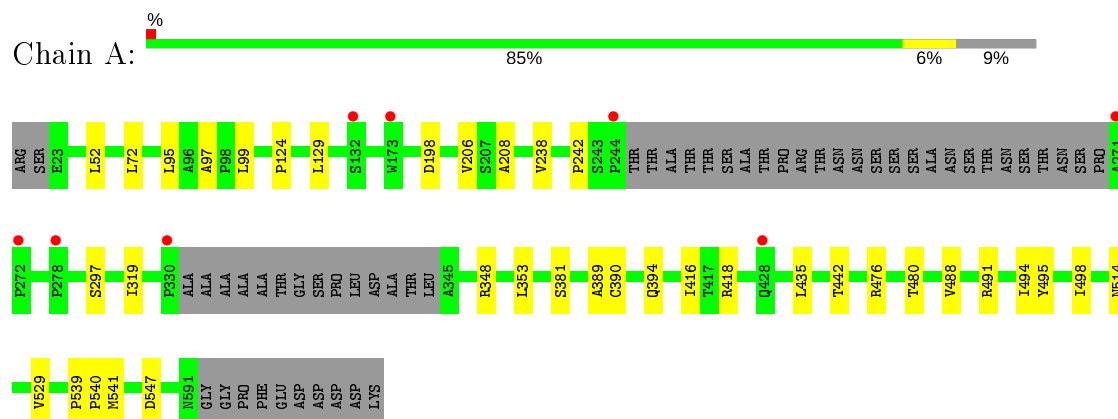 %
Chain A:
85% 6% 9%
ARG SER E23 L52 L72 L95 A96 A97 P98 L99 P124 L129 S132 W173 D198 V206 S207 A208 V238 P242 S243 P244 THR THR ALA THR THR SER ALA THR PRO ARG THR ASN ASN SER SER SER ALA ASN SER THR ASN SER THR ASN SER PRO A271
P272 P278 S297 I319 P330 ALA ALA ALA ALA ALA THR GLY SER PRO LEU ASP ALA THR LEU A345 R348 L353 S381 A389 C390 Q394 I416 T417 R418 Q428 L435 T442 R476 T480 V488 R491 I494 Y495 I498 N514
V529 P539 P540 M541 D547 N591 GLY GLY PRO PHE GLU ASP ASP ASP ASP LYS